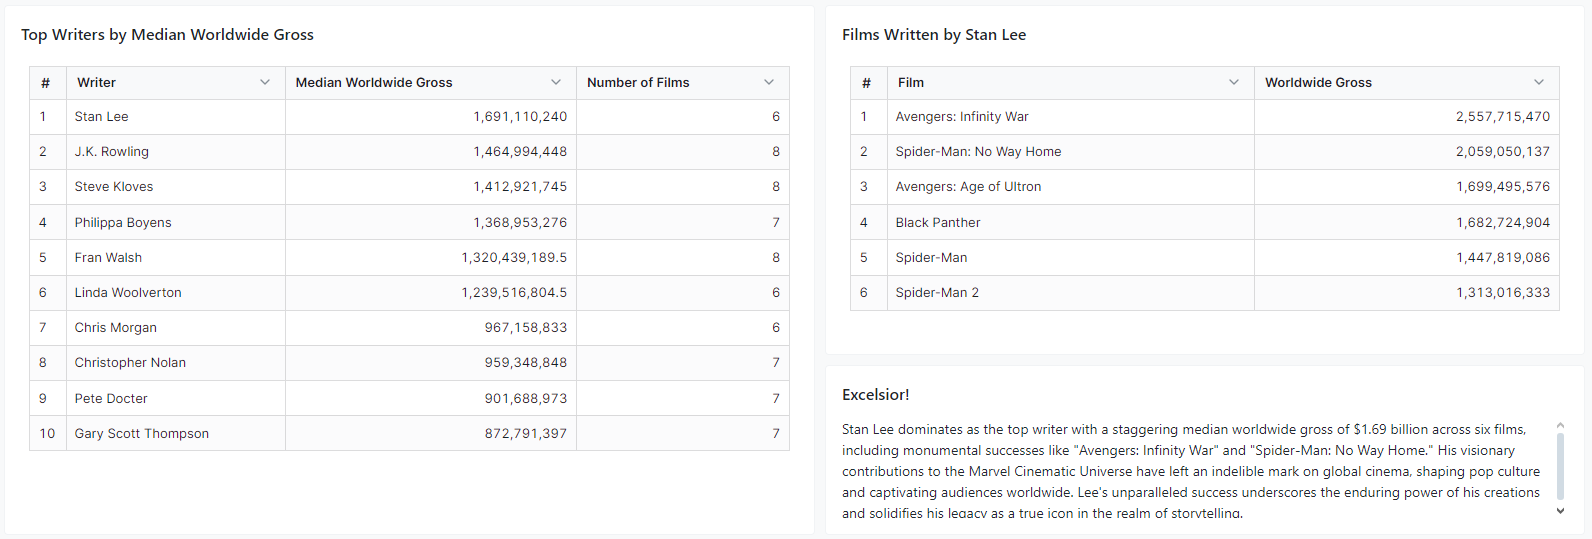 Top Writers by Median Worldwide Gross
# Writer Median Worldwide Gross Number of Films
1 Stan Lee 1,691,110,240 6
2 J.K. Rowling 1,464,994,448 8
3 Steve Kloves 1,412,921,745 8
4 Philippa Boyens 1,368,953,276 7
5 Fran Walsh 1,320,439,189.5 8
6 Linda Woolverton 1,239,516,804.5 6
7 Chris Morgan 967,158,833 6
8 Christopher Nolan 959,348,848 7
9 Pete Docter 901,688,973 7
10 Gary Scott Thompson 872,791,397 7
Films Written by Stan Lee
# Film Worldwide Gross
1 Avengers: Infinity War 2,557,715,470
2 Spider-Man: No Way Home 2,059,050,137
3 Avengers: Age of Ultron 1,699,495,576
4 Black Panther 1,682,724,904
5 Spider-Man 1,447,819,086
6 Spider-Man 2 1,313,016,333
Excelsior!
Stan Lee dominates as the top writer with a staggering median worldwide gross of $1.69 billion across six films,
including monumental successes like "Avengers: Infinity War" and "Spider-Man: No Way Home." His visionary
contributions to the Marvel Cinematic Universe have left an indelible mark on global cinema, shaping pop culture
and captivating audiences worldwide. Lee's unparalleled success underscores the enduring power of his creations
and solidifies his legacy as a true icon in the realm of storytelling.